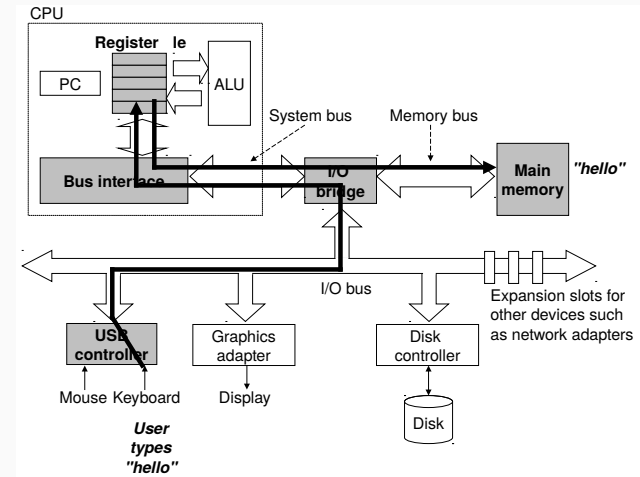 CPU
Register le
PC
ALU
System bus
Memory bus
Bus interface
I/O
bridge
Main
memory
"hello"
I/O bus
Expansion slots for
other devices such
as network adapters
USB
controller
Graphics
adapter
Disk
controller
Mouse Keyboard
Display
Disk
User
types
"hello"